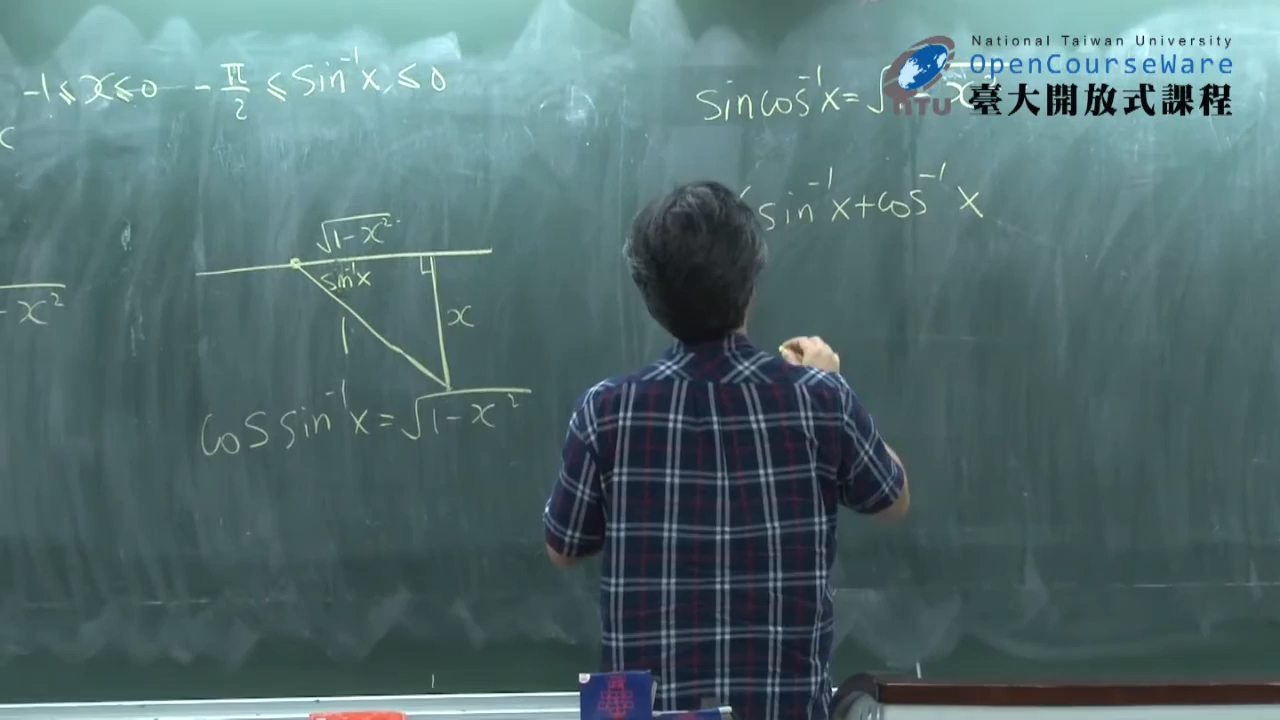 -1≤x≤0 -π/2 ≤ sin⁻¹x ≤ 0
x
-x²
√1-x²
sin⁻¹x
x
1
cos sin⁻¹x = √1-x²
National Taiwan University
OpenCourseWare
臺大開放式課程
NTU
sin cos⁻¹x = √
sin⁻¹x + cos⁻¹x